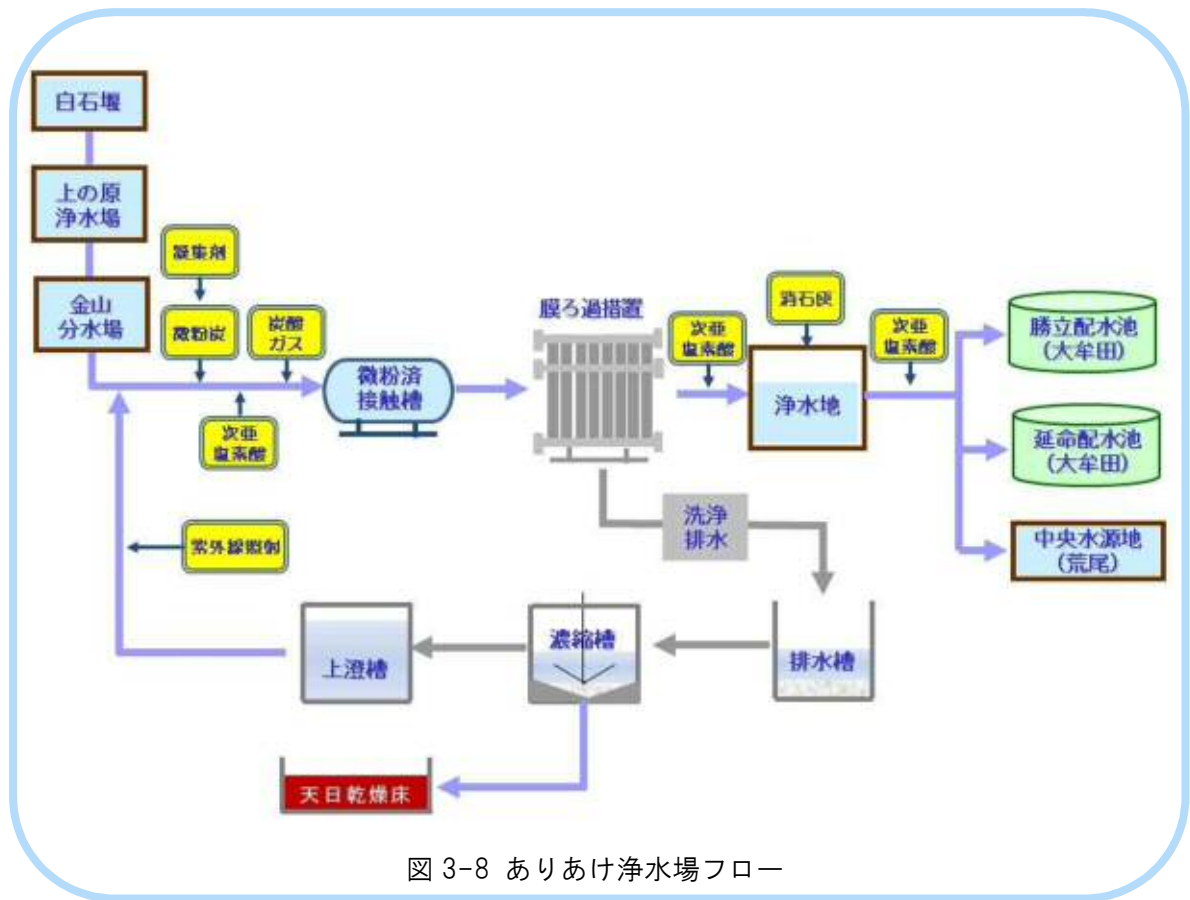 白石堰
上の原
浄水場
金山
分水場
凝集剤
微粉炭
炭酸
ガス
次亜
塩素酸
微粉済
接触槽
膜ろ過措置
次亜
塩素酸
消石灰
浄水地
次亜
塩素酸
勝立配水池
(大牟田)
延命配水池
(大牟田)
中央水源地
(荒尾)
洗浄
排水
紫外線照射
上澄槽
濃縮槽
排水槽
天日乾燥床
図 3-8 ありあけ浄水場フロー